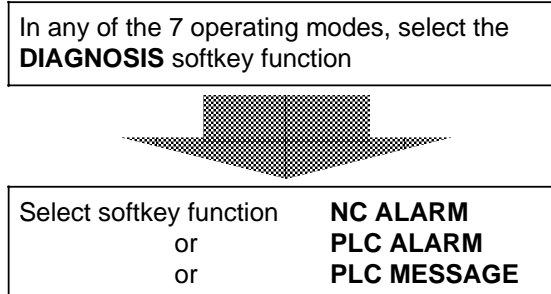 In any of the 7 operating modes, select the
DIAGNOSIS softkey function
Select softkey function NC ALARM
or PLC ALARM
or PLC MESSAGE